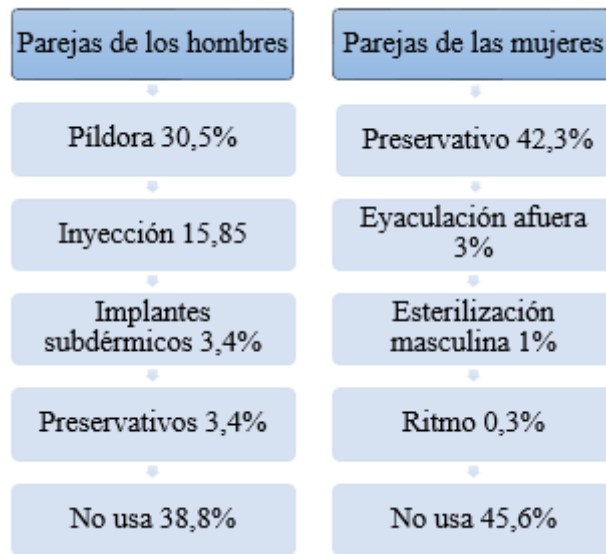 Parejas de los hombres
Píldora 30,5%
Inyección 15,85
Implantes
subdérmicos 3,4%
Preservativos 3,4%
No usa 38,8%
Parejas de las mujeres
Preservativo 42,3%
Eyaculación afuera
3%
Esterilización
masculina 1%
Ritmo 0,3%
No usa 45,6%